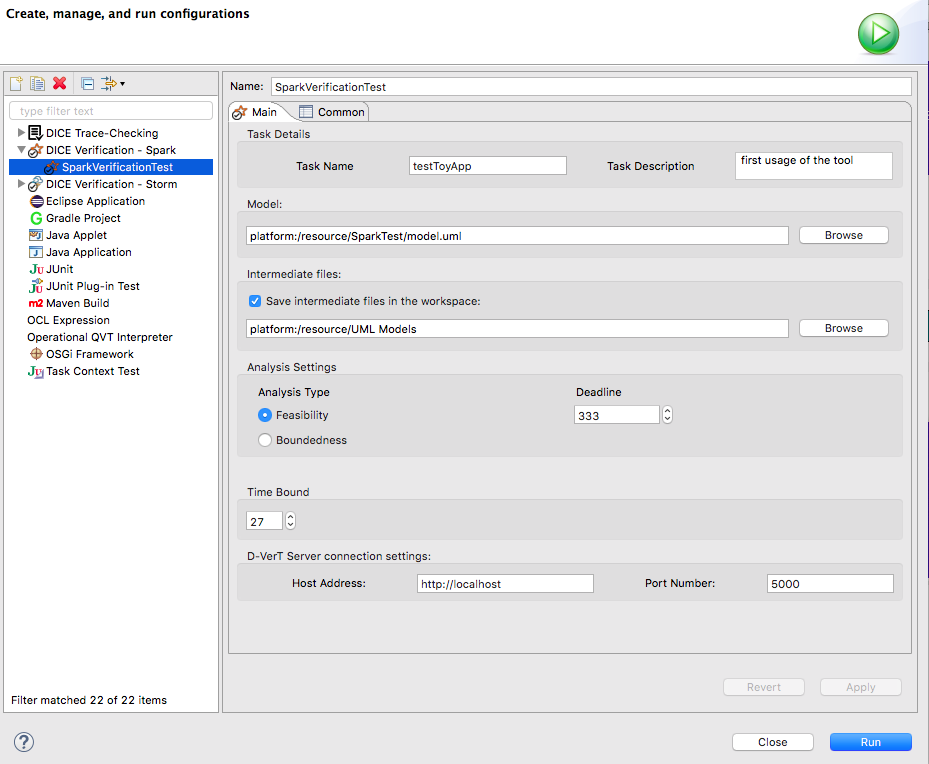 Create, manage, and run configurations
type filter text
DICE Trace-Checking
DICE Verification - Spark
SparkVerificationTest
DICE Verification - Storm
Eclipse Application
G Gradle Project
Java Applet
J Java Application
JU JUnit
JU JUnit Plug-in Test
m2 Maven Build
OCL Expression
Operational QVT Interpreter
OSGi Framework
JU Task Context Test
Filter matched 22 of 22 items
Name: SparkVerificationTest
Main Common
Task Details
Task Name testToyApp Task Description first usage of the tool
Model:
platform:/resource/SparkTest/model.uml Browse
Intermediate files:
Save intermediate files in the workspace:
platform:/resource/UML Models Browse
Analysis Settings
Analysis Type Deadline
Feasibility 333
Boundedness
Time Bound
27
D-VerT Server connection settings:
Host Address: http://localhost Port Number: 5000
Revert Apply
? Close Run